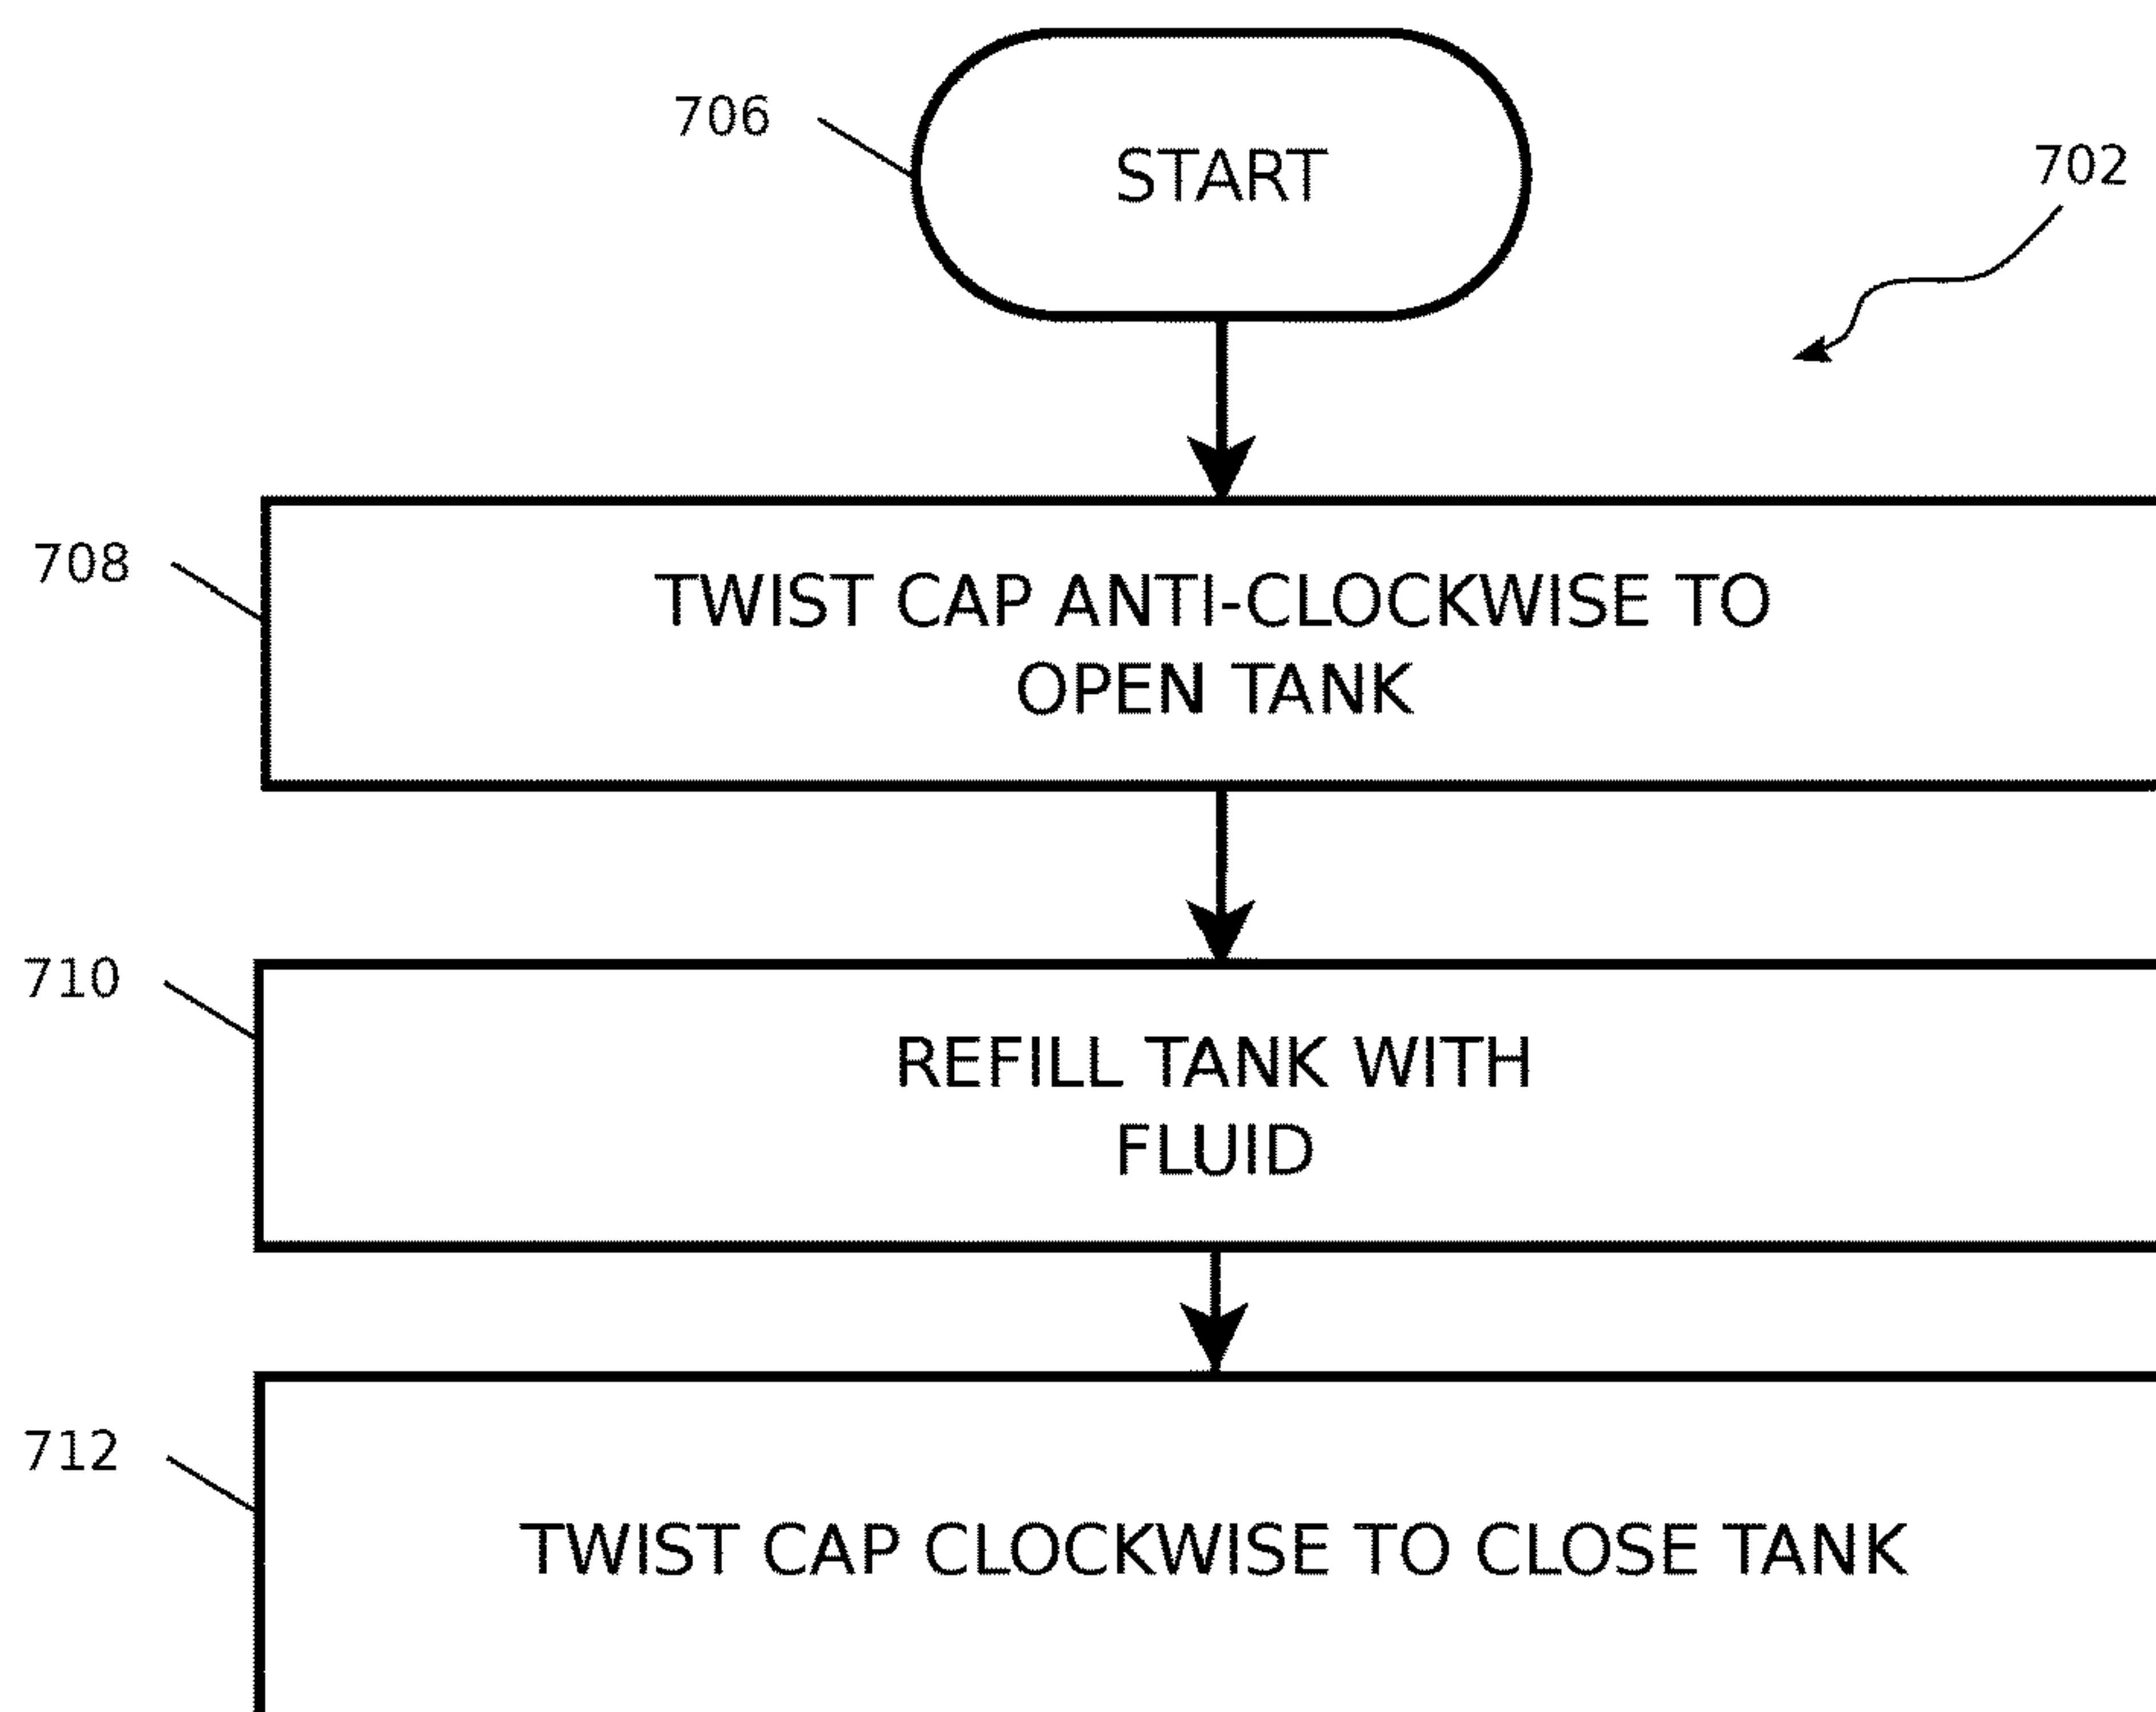 706
START
702
708
TWIST CAP ANTI-CLOCKWISE TO
OPEN TANK
710
REFILL TANK WITH
FLUID
712
TWIST CAP CLOCKWISE TO CLOSE TANK